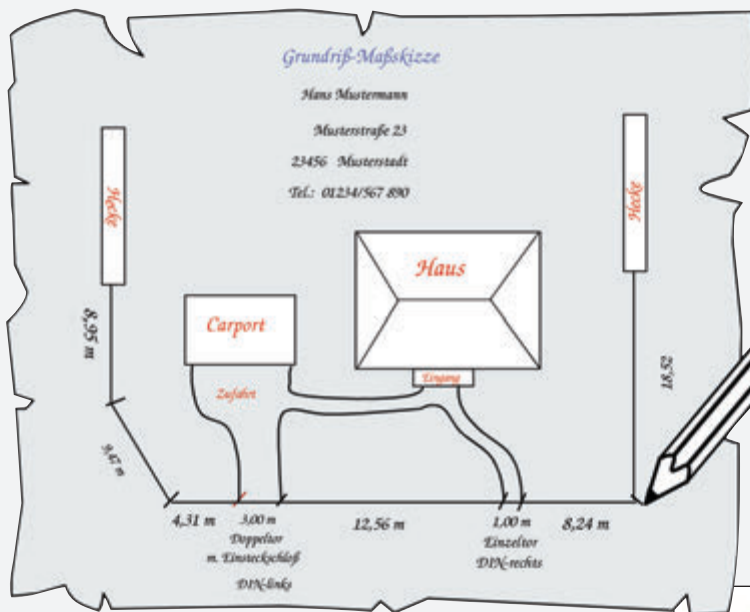 Grundriß-Maßskizze
Hans Mustermann
Musterstraße 23
23456 Musterstadt
Tel.: 01234/567 890
Hecke
Hecke
Haus
Carport
Eingang
Zufahrt
8,95 m
18,52
9,47 m
4,31 m
3,00 m
Doppeltor
m. Einsteckschloß
DIN-links
12,56 m
1,00 m
Einzeltor
DIN-rechts
8,24 m